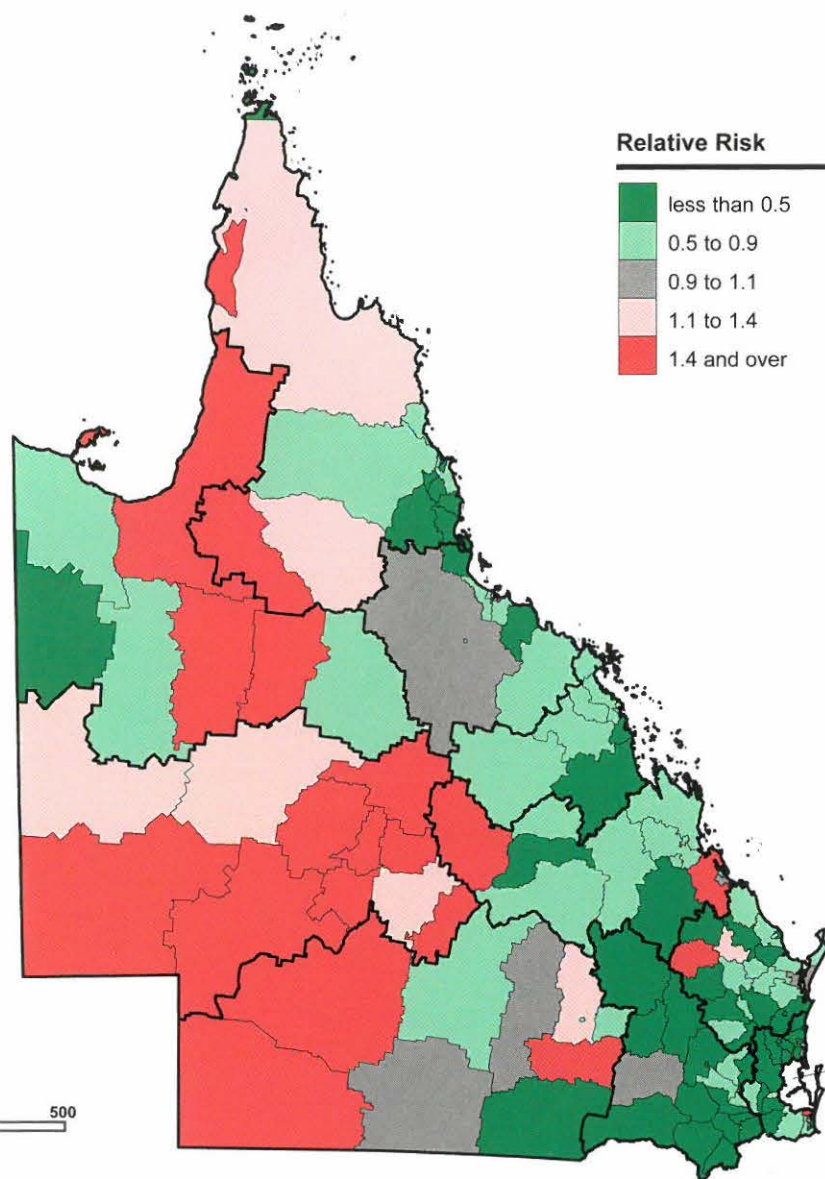 Relative Risk
less than 0.5
0.5 to 0.9
0.9 to 1.1
1.1 to 1.4
1.4 and over
500